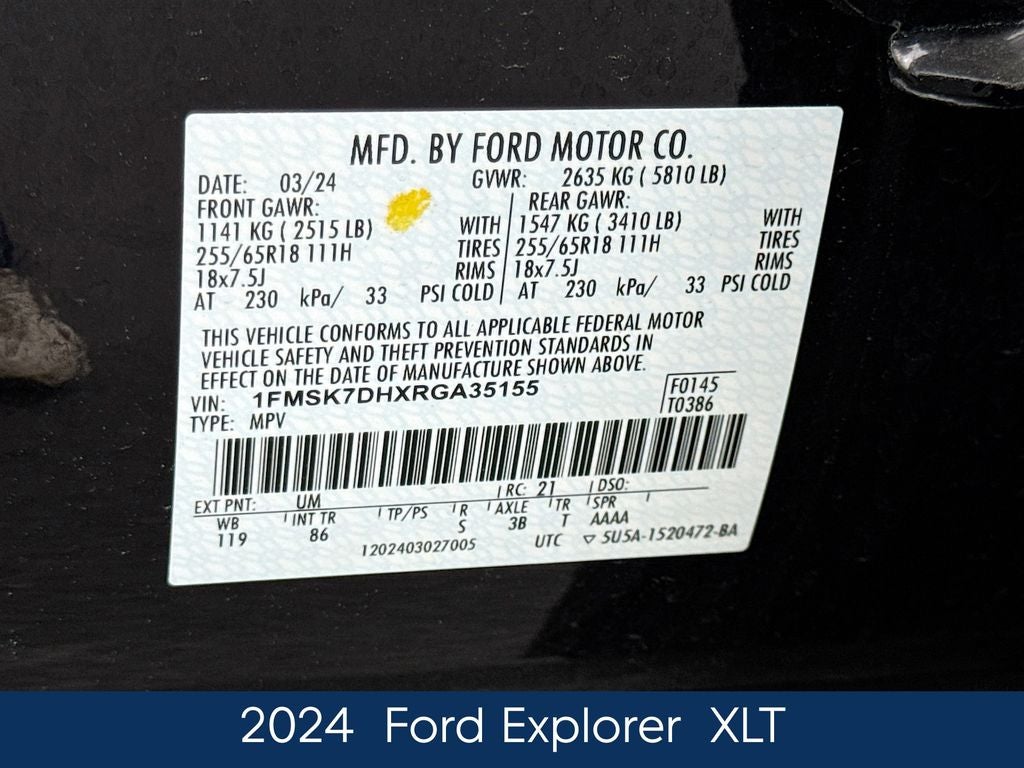 MFD. BY FORD MOTOR CO.
DATE: 03/24 GVWR: 2635 KG ( 5810 LB)
FRONT GAWR: REAR GAWR:
1141 KG ( 2515 LB) WITH 1547 KG ( 3410 LB) WITH
255/65R18 111H TIRES 255/65R18 111H TIRES
18x7.5J RIMS 18x7.5J RIMS
AT 230 kPa/ 33 PSI COLD AT 230 kPa/ 33 PSI COLD
THIS VEHICLE CONFORMS TO ALL APPLICABLE FEDERAL MOTOR
VEHICLE SAFETY AND THEFT PREVENTION STANDARDS IN
EFFECT ON THE DATE OF MANUFACTURE SHOWN ABOVE.
VIN: 1FMSK7DHXRGA35155 F0145
TYPE: MPV T0386
EXT PNT: UM RC: 21 DSO:
WB INT TR TP/PS R AXLE TR SPR
119 86 S 3B T AAAA
1202403027005 UTC ▽ 5U5A-1520472-BA
2024 Ford Explorer XLT